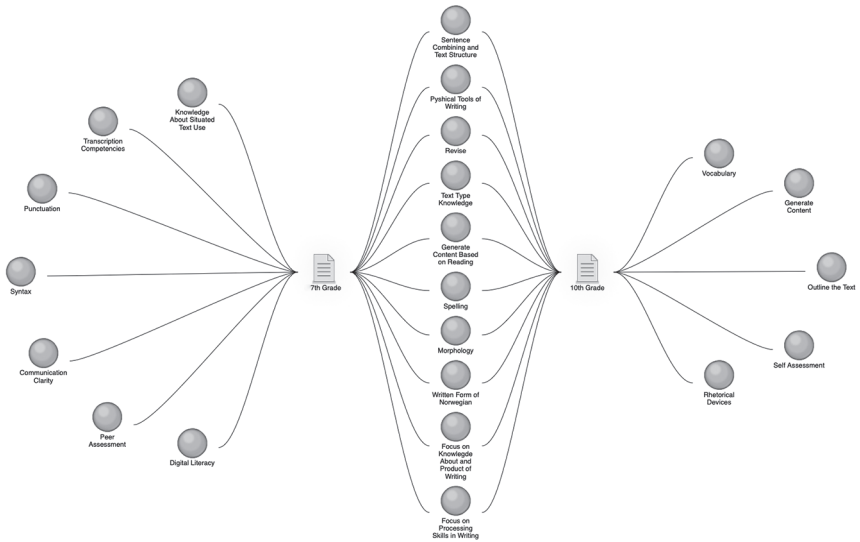 Knowledge
About Situated
Text Use
Transcription
Competencies
Punctuation
Syntax
Communication
Clarity
Peer
Assessment
Digital Literacy
7th Grade
Sentence
Combining and
Text Structure
Pyshical Tools of
Writing
Revise
Text Type
Knowledge
Generate
Content Based
on Reading
Spelling
Morphology
Written Form of
Norwegian
Focus on
Knowlegde
About and
Product of
Writing
Focus on
Processing
Skills in Writing
10th Grade
Vocabulary
Generate
Content
Outline the Text
Self Assessment
Rhetorical
Devices